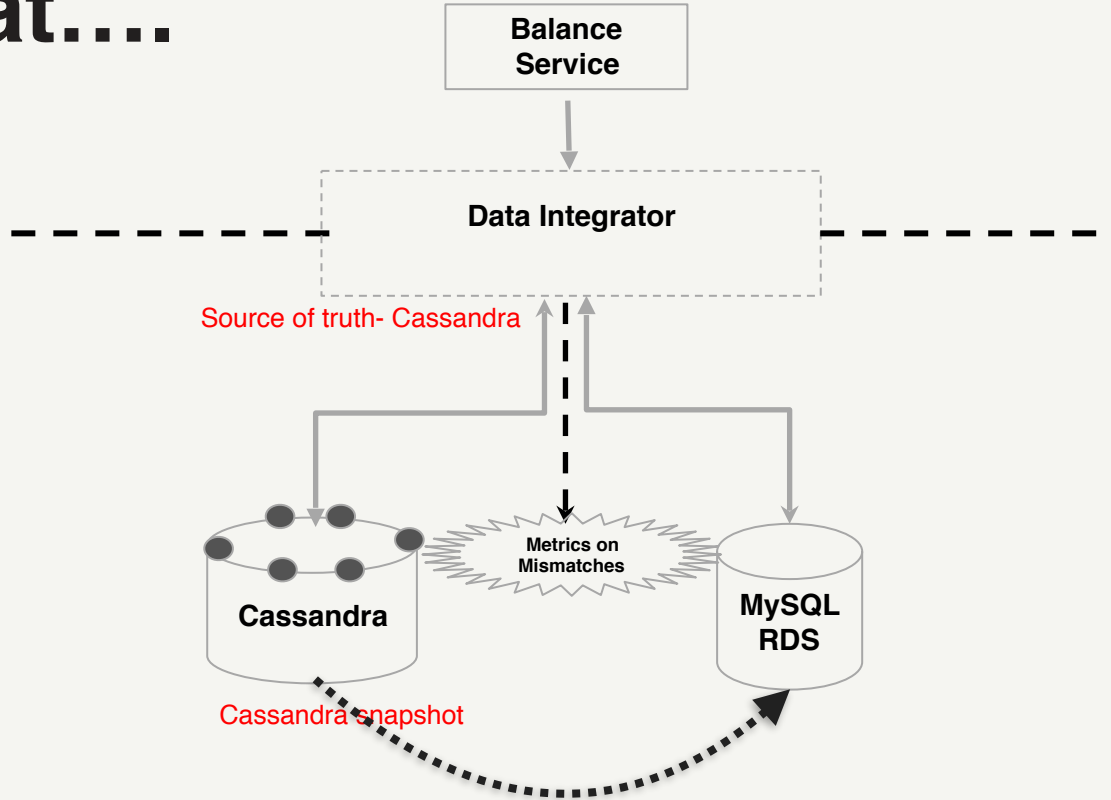 at....
Balance
Service
Data Integrator
Source of truth- Cassandra
Metrics on
Mismatches
Cassandra
MySQL
RDS
Cassandra snapshot